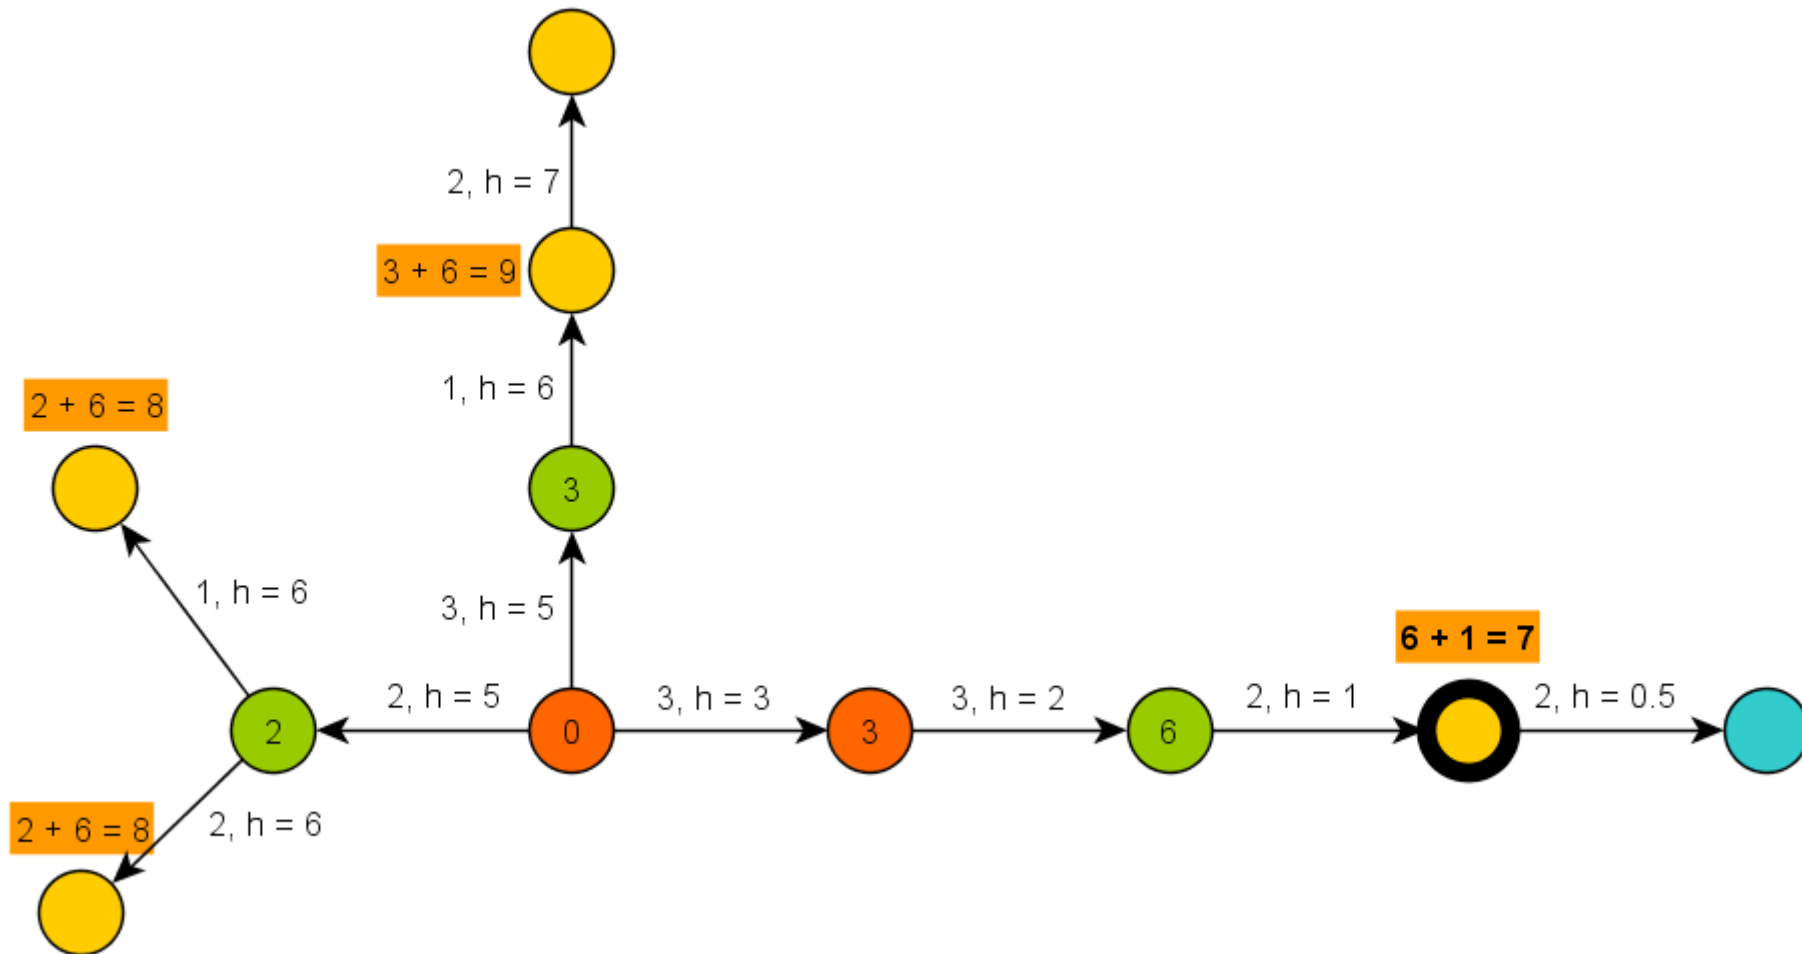 2, h = 7
3 + 6 = 9
1, h = 6
2 + 6 = 8
3
1, h = 6
3, h = 5
6 + 1 = 7
2, h = 5
3, h = 3
3, h = 2
2, h = 1
2, h = 0.5
2
0
3
6
2 + 6 = 8
2, h = 6